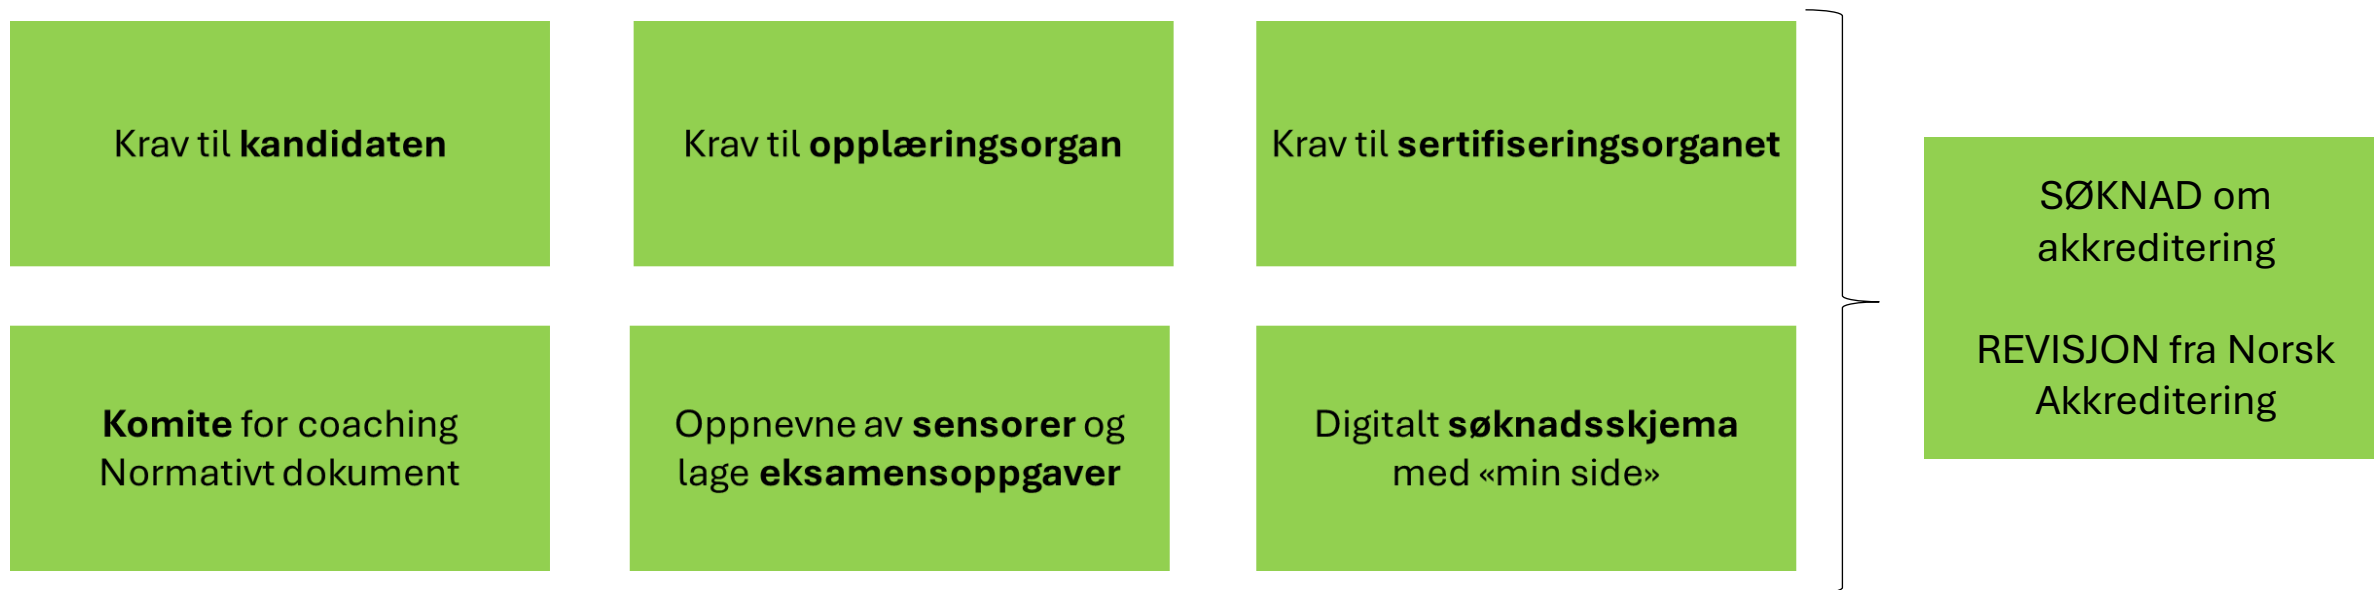 Krav til kandidaten
Krav til opplæringsorgan
Krav til sertifiseringsorganet
Komite for coaching
Normativt dokument
Oppnevne av sensorer og
lage eksamensoppgaver
Digitalt søknadsskjema
med «min side»
SØKNAD om
akkreditering
REVISJON fra Norsk
Akkreditering